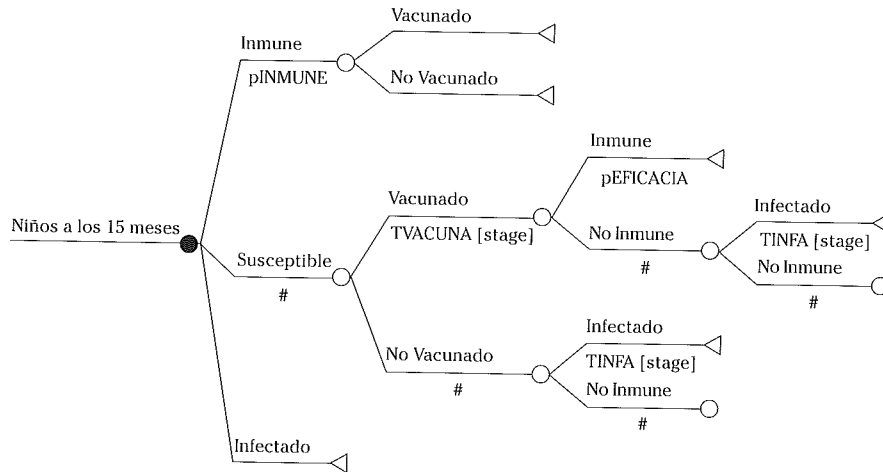 Vacunado
Inmune
pINMUNE
No Vacunado
Inmune
pEFICACIA
Vacunado
TVACUNA [stage]
Infectado
TINFA [stage]
No Inmune
#
No Inmune
#
Niños a los 15 meses
Susceptible
#
Infectado
TINFA [stage]
No Vacunado
#
No Inmune
#
Infectado